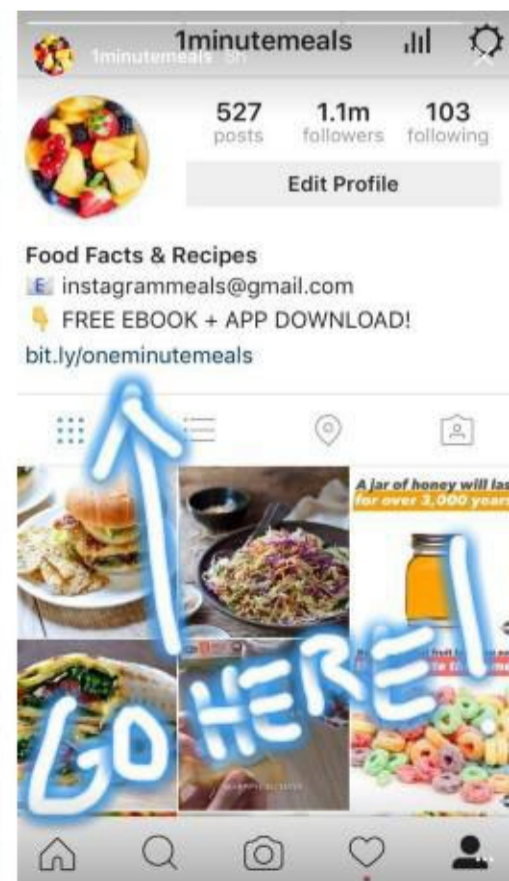 1minutemeals
1minutemeals 5h
527 1.1m 103
posts followers following
Edit Profile
Food Facts & Recipes
instagrammeals@gmail.com
FREE EBOOK + APP DOWNLOAD!
bit.ly/oneminutemeals
A jar of honey will las
for over 3,000 years
GO HERE!